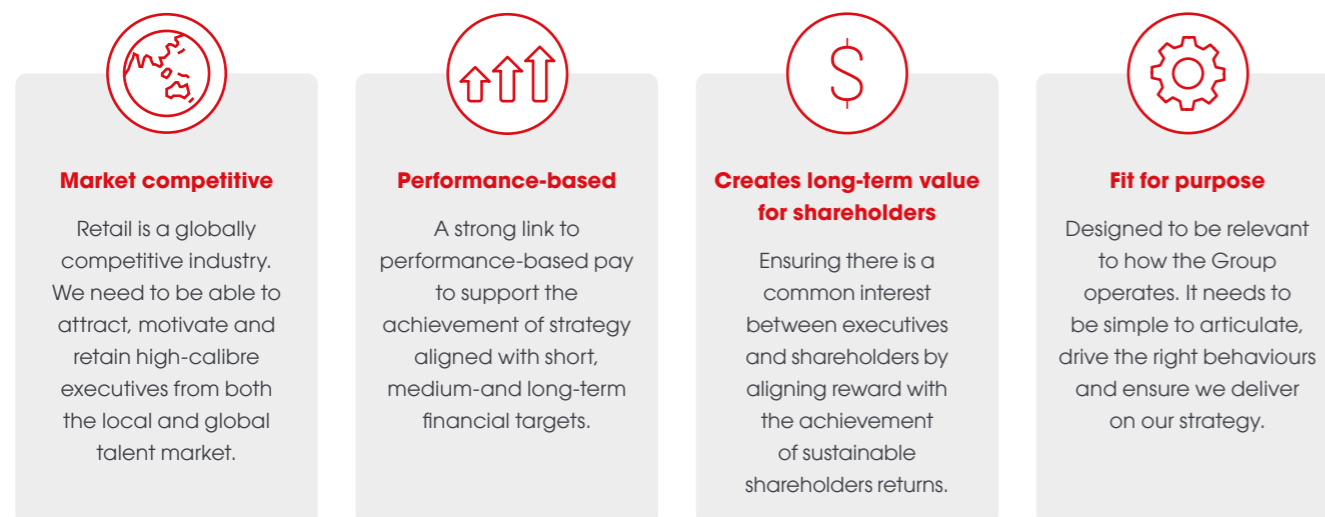 Market competitive
Retail is a globally
competitive industry.
We need to be able to
attract, motivate and
retain high-calibre
executives from both
the local and global
talent market.
Performance-based
A strong link to
performance-based pay
to support the
achievement of strategy
aligned with short,
medium-and long-term
financial targets.
Creates long-term value
for shareholders
Ensuring there is a
common interest
between executives
and shareholders by
aligning reward with
the achievement
of sustainable
shareholders returns.
Fit for purpose
Designed to be relevant
to how the Group
operates. It needs to
be simple to articulate,
drive the right behaviours
and ensure we deliver
on our strategy.